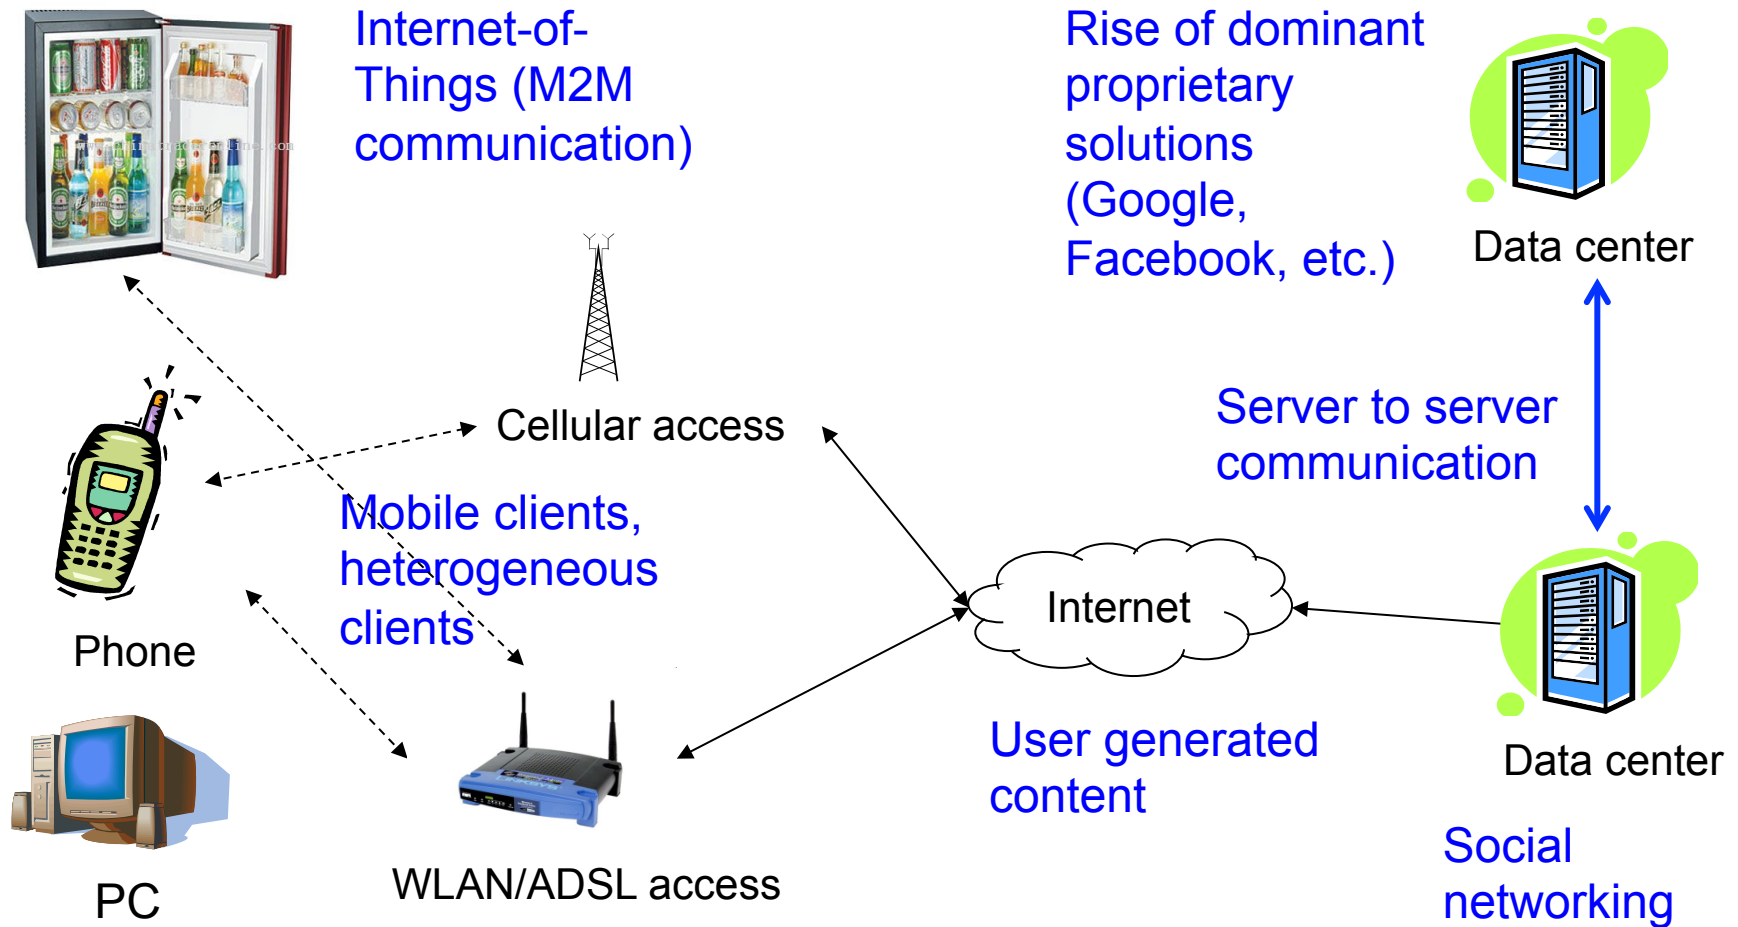 Internet-of-
Things (M2M
communication)
Rise of dominant
proprietary
solutions
(Google,
Facebook, etc.)
Data center
Cellular access
Server to server
communication
Mobile clients,
heterogeneous
clients
Internet
Phone
User generated
content
Data center
WLAN/ADSL access
PC
Social
networking